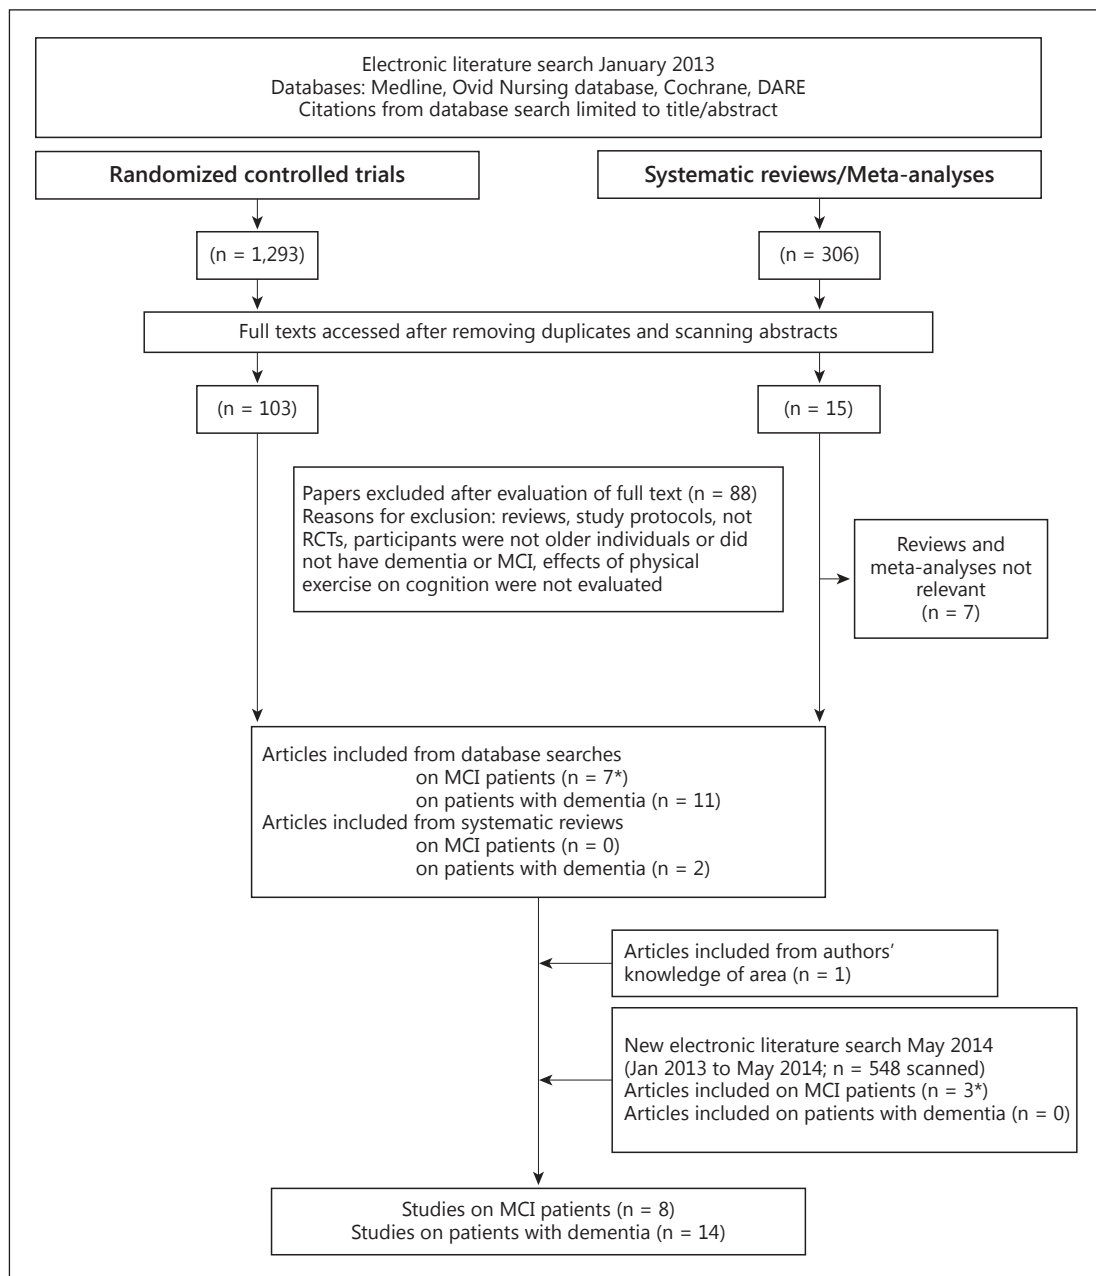 Electronic literature search January 2013
Databases: Medline, Ovid Nursing database, Cochrane, DARE
Citations from database search limited to title/abstract
Randomized controlled trials
Systematic reviews/Meta-analyses
(n = 1,293)
(n = 306)
Full texts accessed after removing duplicates and scanning abstracts
(n = 103)
(n = 15)
Papers excluded after evaluation of full text (n = 88)
Reasons for exclusion: reviews, study protocols, not
RCTs, participants were not older individuals or did
not have dementia or MCI, effects of physical
exercise on cognition were not evaluated
Reviews and
meta-analyses not
relevant
(n = 7)
Articles included from database searches
on MCI patients (n = 7*)
on patients with dementia (n = 11)
Articles included from systematic reviews
on MCI patients (n = 0)
on patients with dementia (n = 2)
Articles included from authors’
knowledge of area (n = 1)
New electronic literature search May 2014
(Jan 2013 to May 2014; n = 548 scanned)
Articles included on MCI patients (n = 3*)
Articles included on patients with dementia (n = 0)
Studies on MCI patients (n = 8)
Studies on patients with dementia (n = 14)